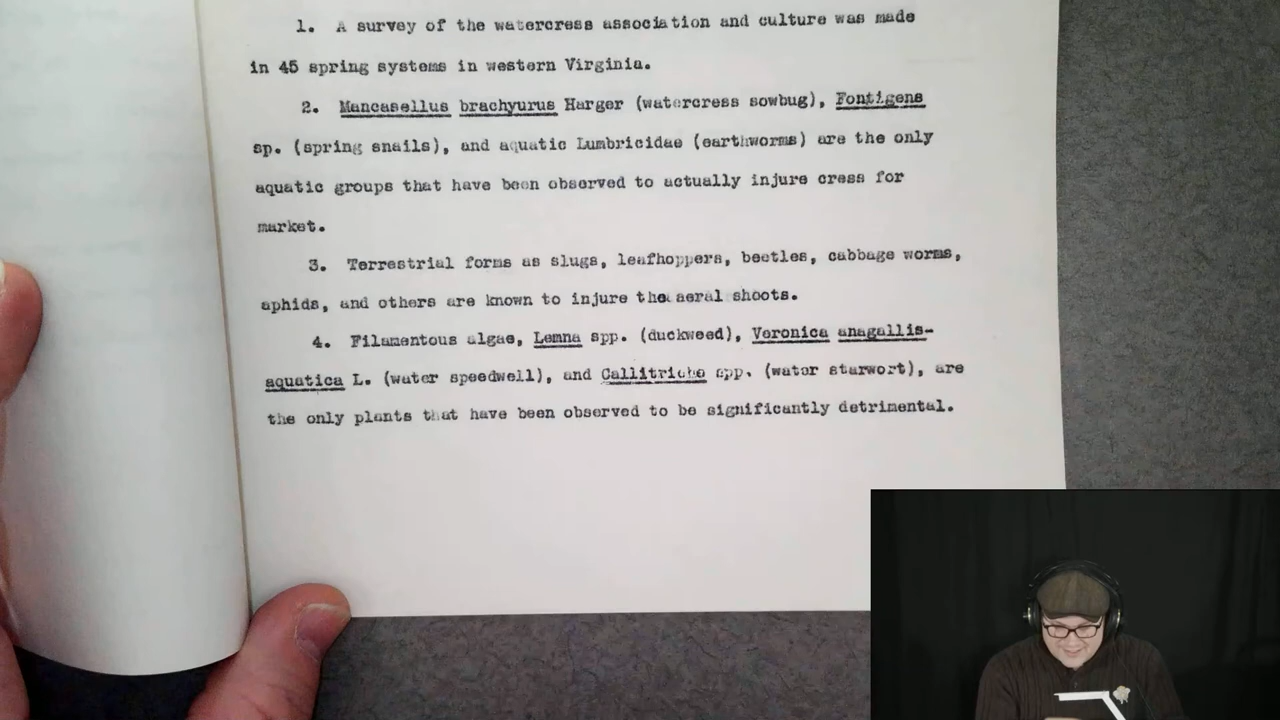 1. A survey of the watercress association and culture was made
in 45 spring systems in western Virginia.
2. Mancasellus brachyurus Harger (watercress sowbug), Fontigens
sp. (spring snails), and aquatic Lumbricidae (earthworms) are the only
aquatic groups that have been observed to actually injure cress for
market.
3. Terrestrial forms as slugs, leafhoppers, beetles, cabbage worms,
aphids, and others are known to injure the aeral shoots.
4. Filamentous algae, Lemna spp. (duckweed), Veronica anagallis-
aquatica L. (water speedwell), and Callitriche spp. (water starwort), are
the only plants that have been observed to be significantly detrimental.